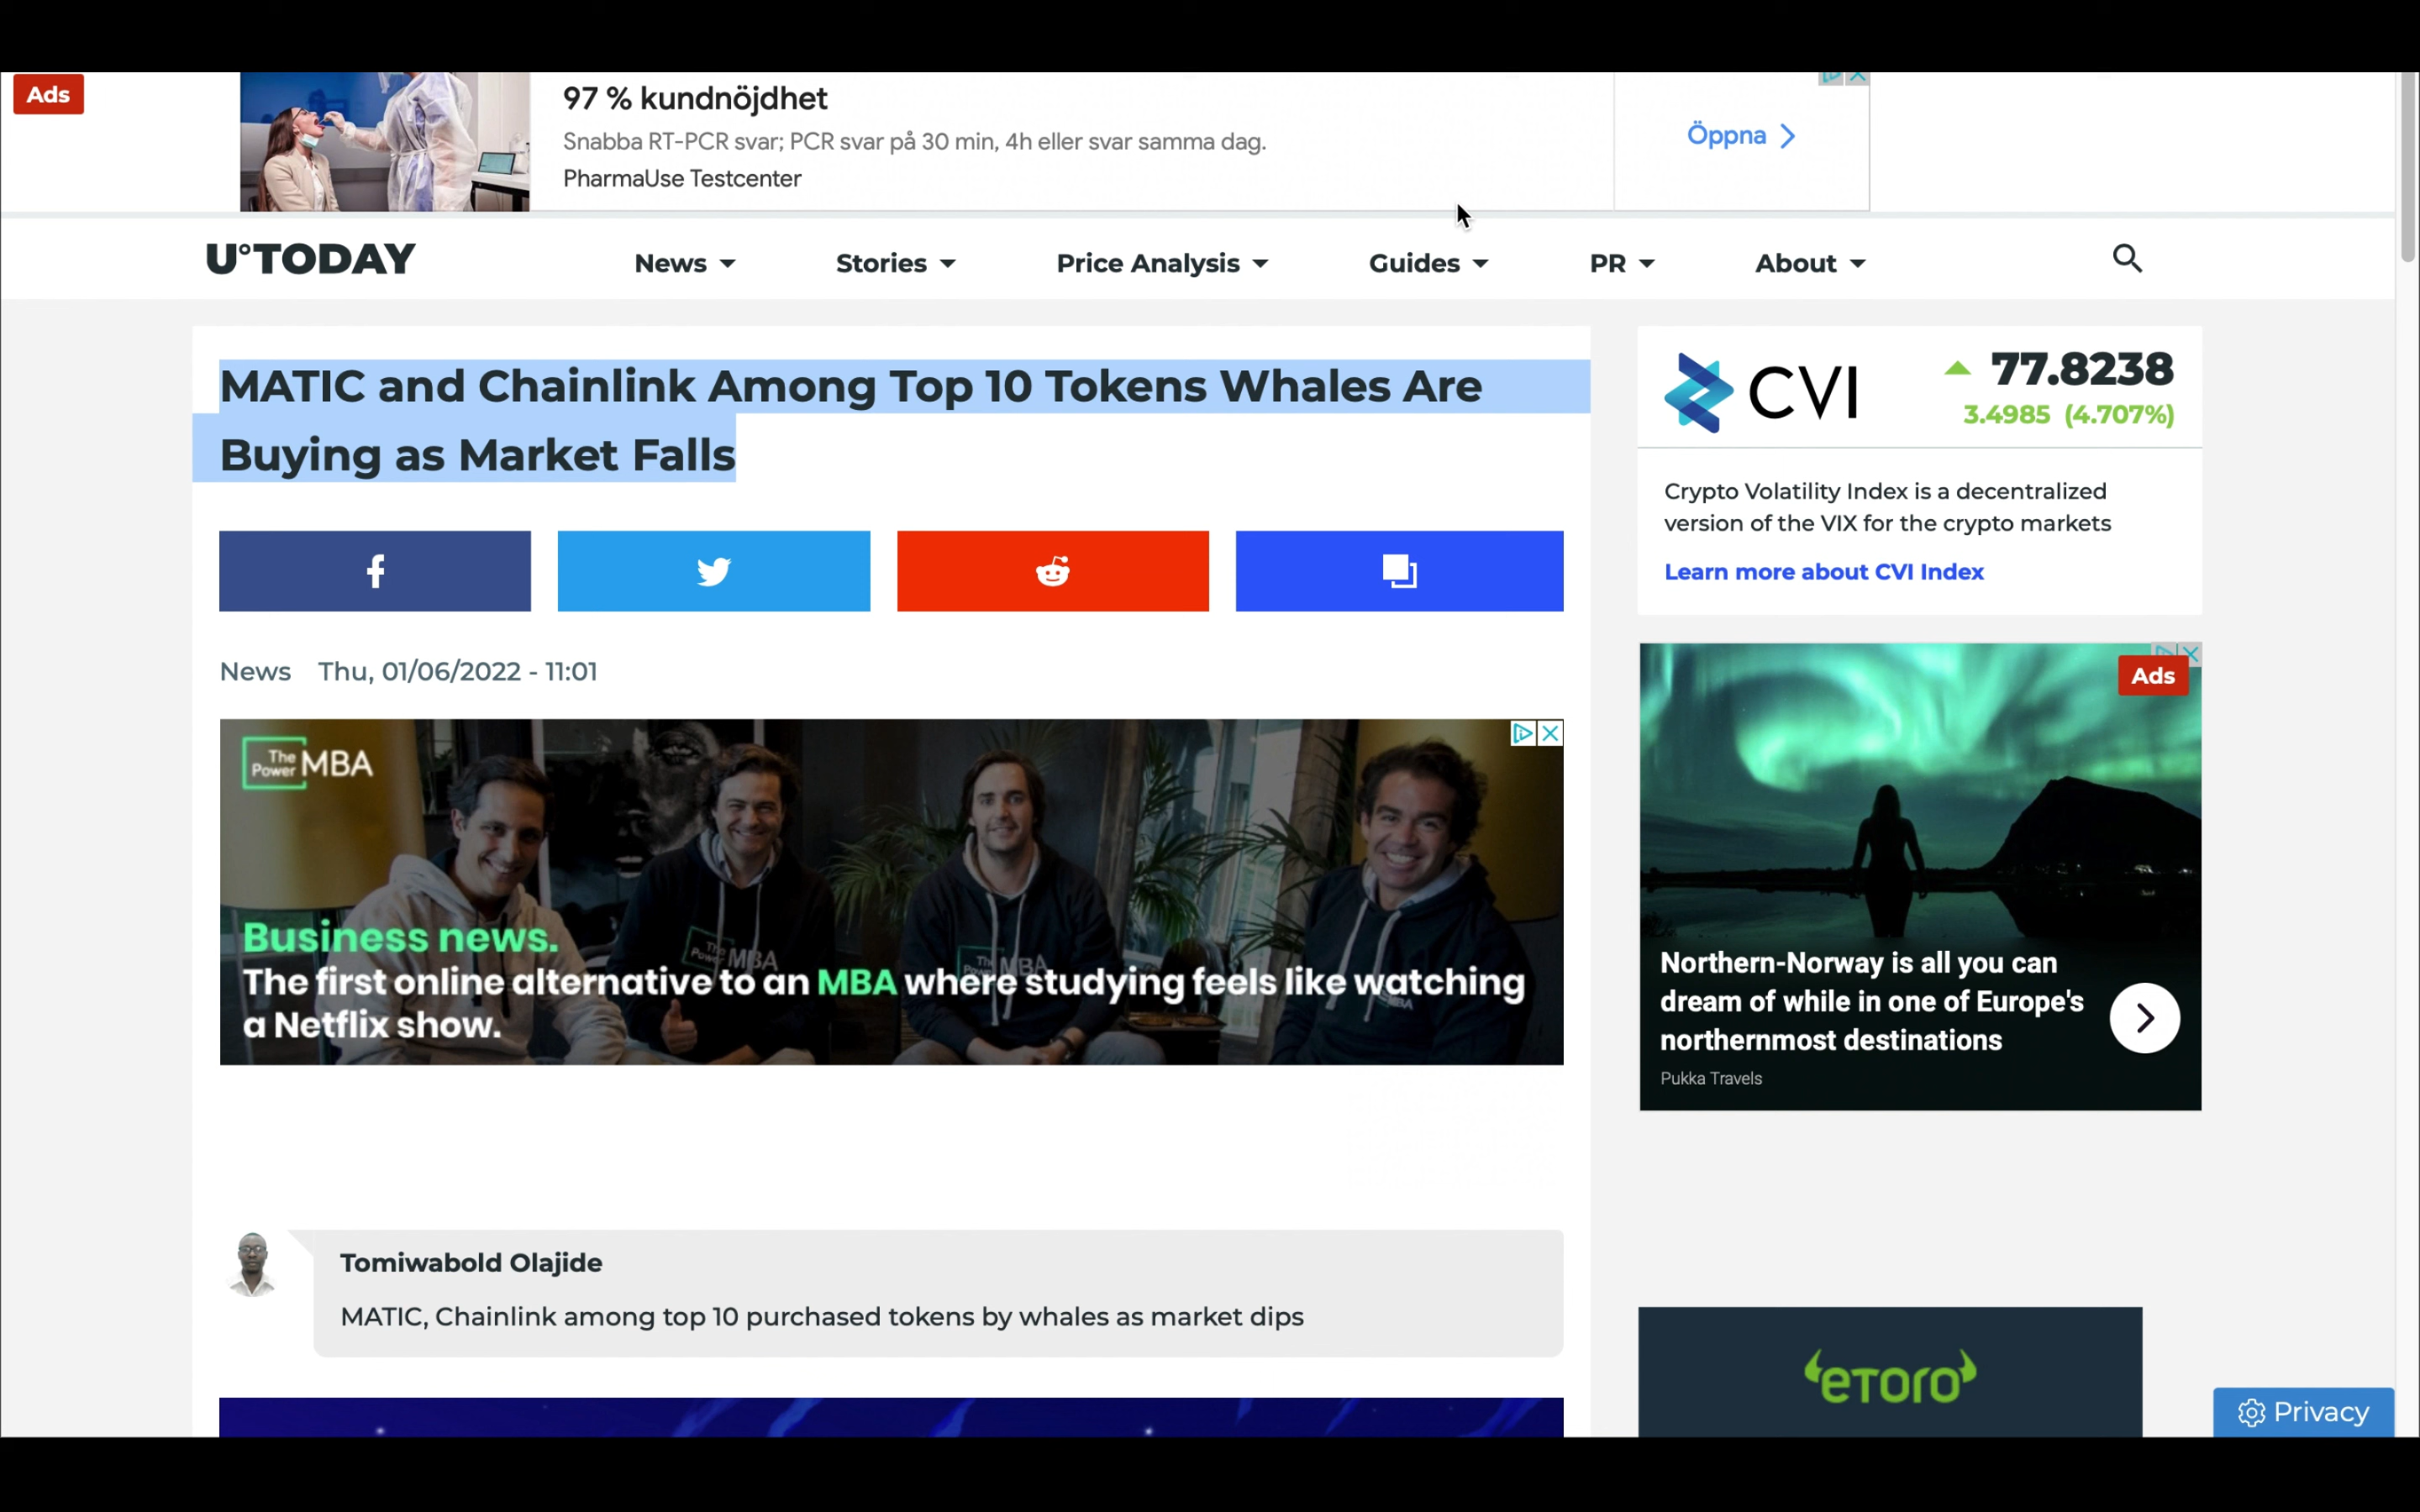 Ads
97 % kundnöjdhet
Snabba RT-PCR svar; PCR svar på 30 min, 4h eller svar samma dag.
PharmaUse Testcenter
Öppna
U°TODAY
News
Stories
Price Analysis
Guides
PR
About
MATIC and Chainlink Among Top 10 Tokens Whales Are
Buying as Market Falls
News Thu, 01/06/2022 - 11:01
The Power MBA
Business news.
The first online alternative to an MBA where studying feels like watching
a Netflix show.
Tomiwabold Olajide
MATIC, Chainlink among top 10 purchased tokens by whales as market dips
CVI
77.8238
3.4985 (4.707%)
Crypto Volatility Index is a decentralized
version of the VIX for the crypto markets
Learn more about CVI Index
Ads
Northern-Norway is all you can
dream of while in one of Europe's
northernmost destinations
Pukka Travels
eToro
Privacy